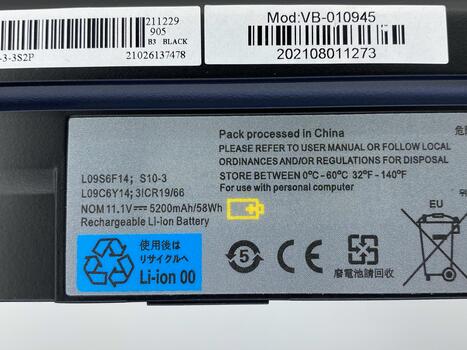 211229
905
B3 BLACK
-3-3S2P
21026137478
Mod:VB-010945
202108011273
Pack processed in China
PLEASE REFER TO USER MANUAL OR FOLLOW LOCAL
ORDINANCES AND/OR REGULATIONS FOR DISPOSAL
STORE BETWEEN 0°C - 60°C 32°F - 140°F
For use with personal computer
L09S6F14; S10-3
L09C6Y14; 3ICR19/66
NOM 11.1V⎓5200mAh/58Wh
Rechargeable Li-ion Battery
使用後は
リサイクルへ
Li-ion 00
5
CE
廢電池請回收
EU
危